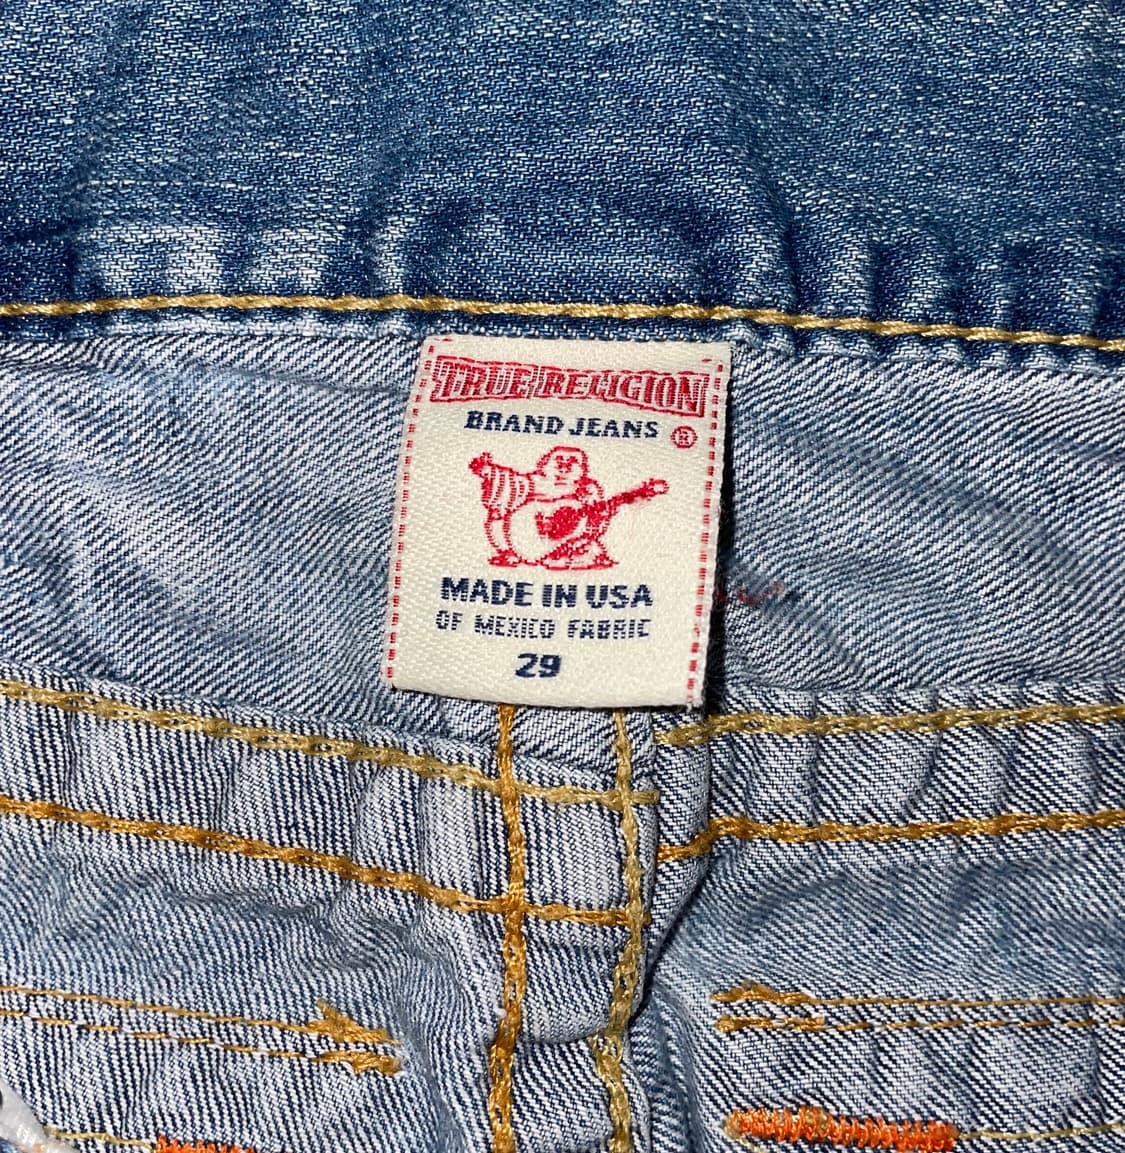 TRUE RELIGION
BRAND JEANS ®
MADE IN USA
OF MEXICO FABRIC
29